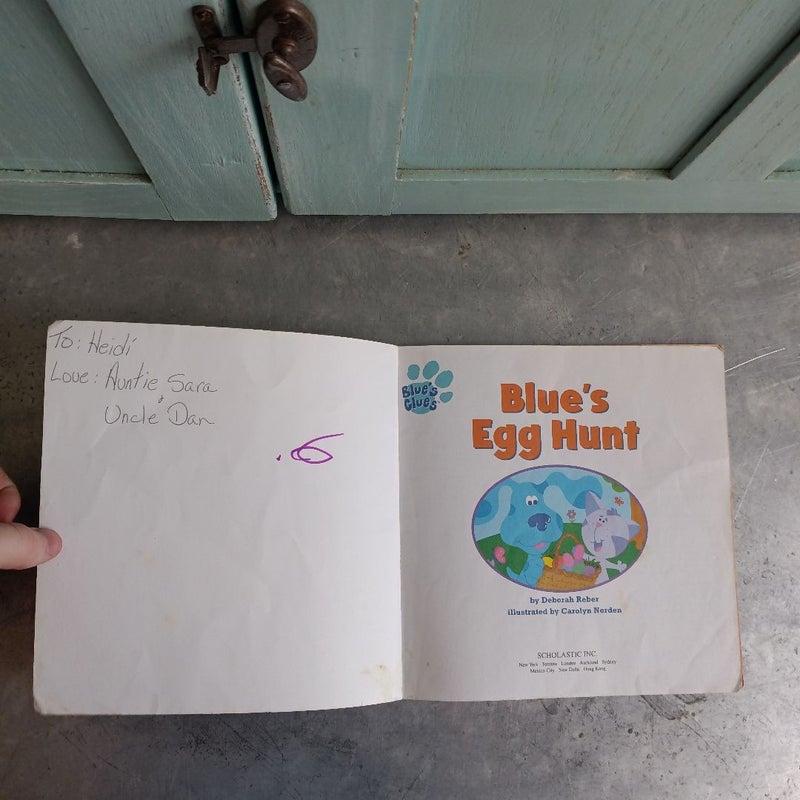 To: Heidi
Love: Auntie Sara
&
Uncle Dan
.6
Blue's
Clues
Blue's
Egg Hunt
by Deborah Reber
illustrated by Carolyn Norden
SCHOLASTIC INC.
New York Toronto London Auckland Sydney
Mexico City New Delhi Hong Kong